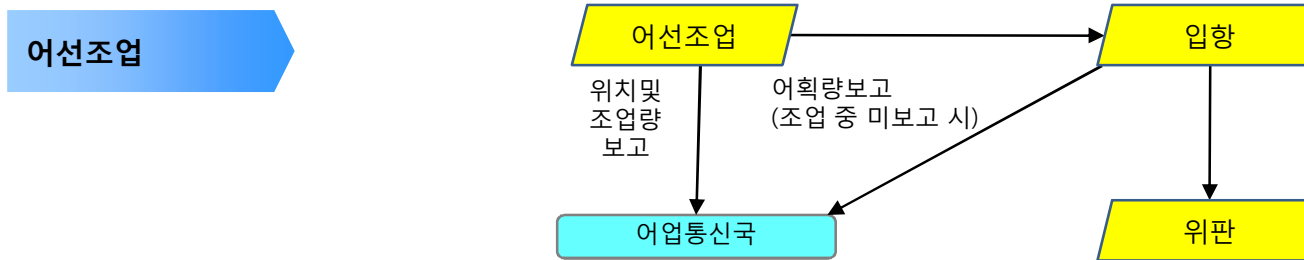 어선조업
어선조업
입항
위치및
조업량
보고
어획량보고
(조업 중 미보고 시)
어업통신국
위판